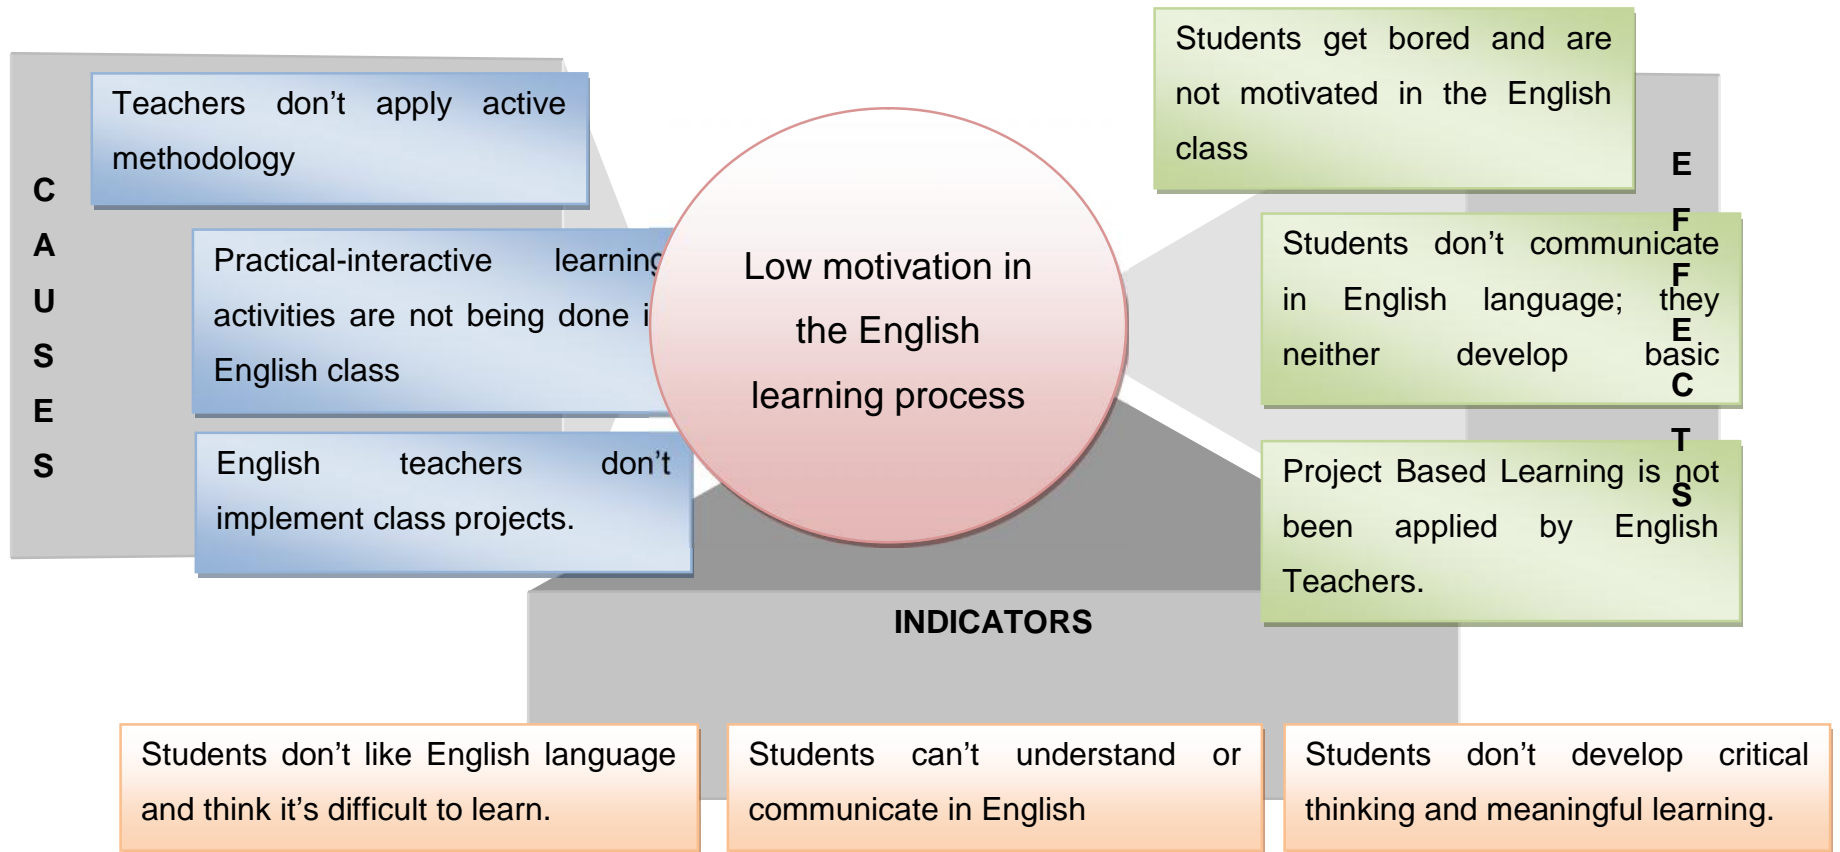 CAUSES
Teachers don't apply active
methodology
Practical-interactive learning
activities are not being done i
English class
English teachers don't
implement class projects.
Low motivation in
the English
learning process
EFFECTS
Students get bored and are
not motivated in the English
class
Students don't communicate
in English language; they
neither develop basic
Project Based Learning is not
been applied by English
Teachers.
INDICATORS
Students don't like English language
and think it's difficult to learn.
Students can't understand or
communicate in English
Students don't develop critical
thinking and meaningful learning.